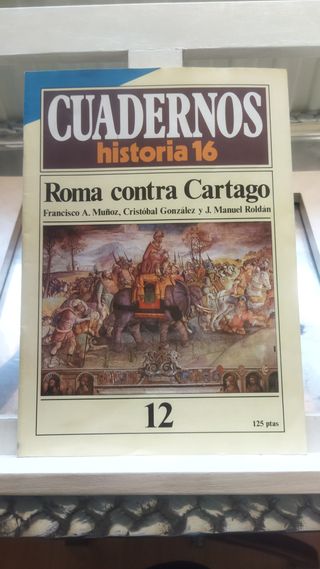 CUADERNOS
historia 16
Roma contra Cartago
Francisco A. Muñoz, Cristóbal González y J. Manuel Roldán
12
125 ptas